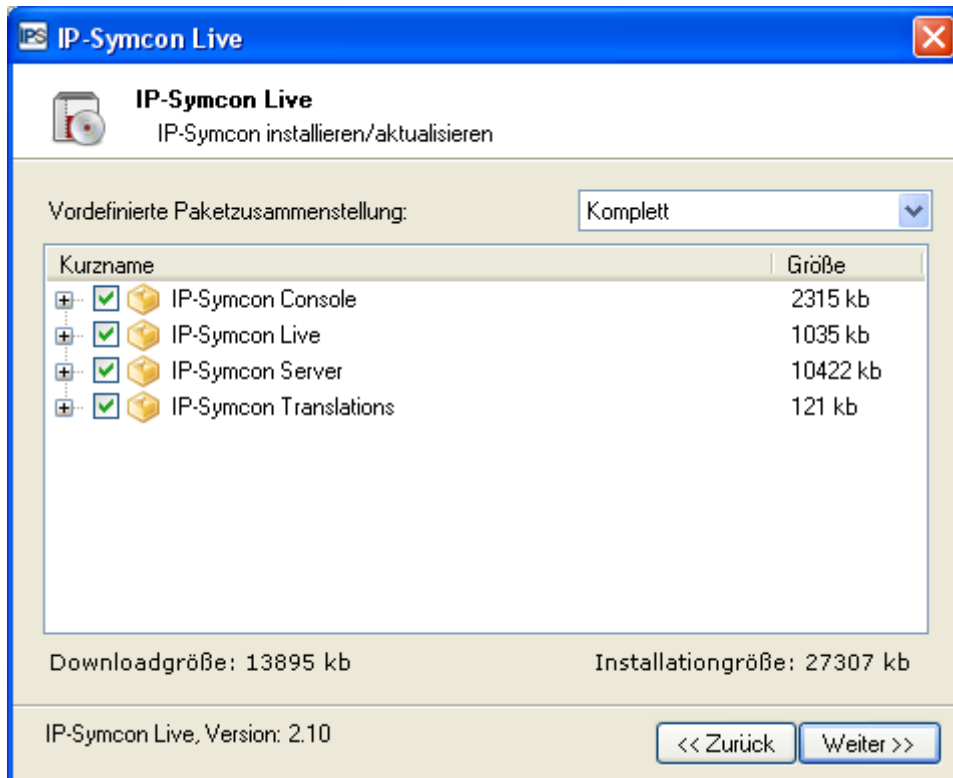 IPS IP-Symcon Live
IP-Symcon Live
IP-Symcon installieren/aktualisieren
Vordefinierte Paketzusammenstellung: Komplett
Kurzname Größe
IP-Symcon Console 2315 kb
IP-Symcon Live 1035 kb
IP-Symcon Server 10422 kb
IP-Symcon Translations 121 kb
Downloadgröße: 13895 kb Installationgröße: 27307 kb
IP-Symcon Live, Version: 2.10 << Zurück Weiter >>